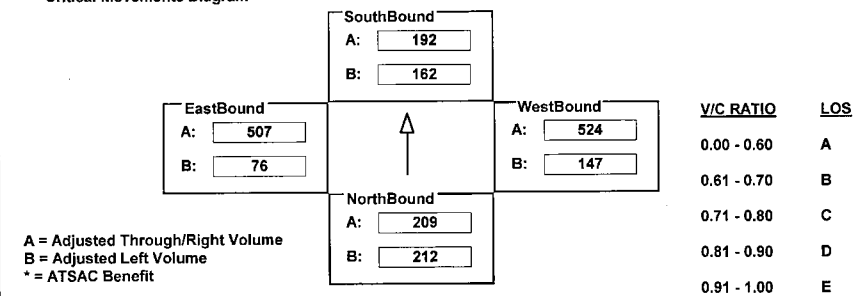 Critical Movements Diagram
SouthBound
A: 192
B: 162
EastBound
A: 507
B: 76
WestBound
A: 524
B: 147
NorthBound
A: 209
B: 212
A = Adjusted Through/Right Volume
B = Adjusted Left Volume
* = ATSAC Benefit
V/C RATIO LOS
0.00 - 0.60 A
0.61 - 0.70 B
0.71 - 0.80 C
0.81 - 0.90 D
0.91 - 1.00 E